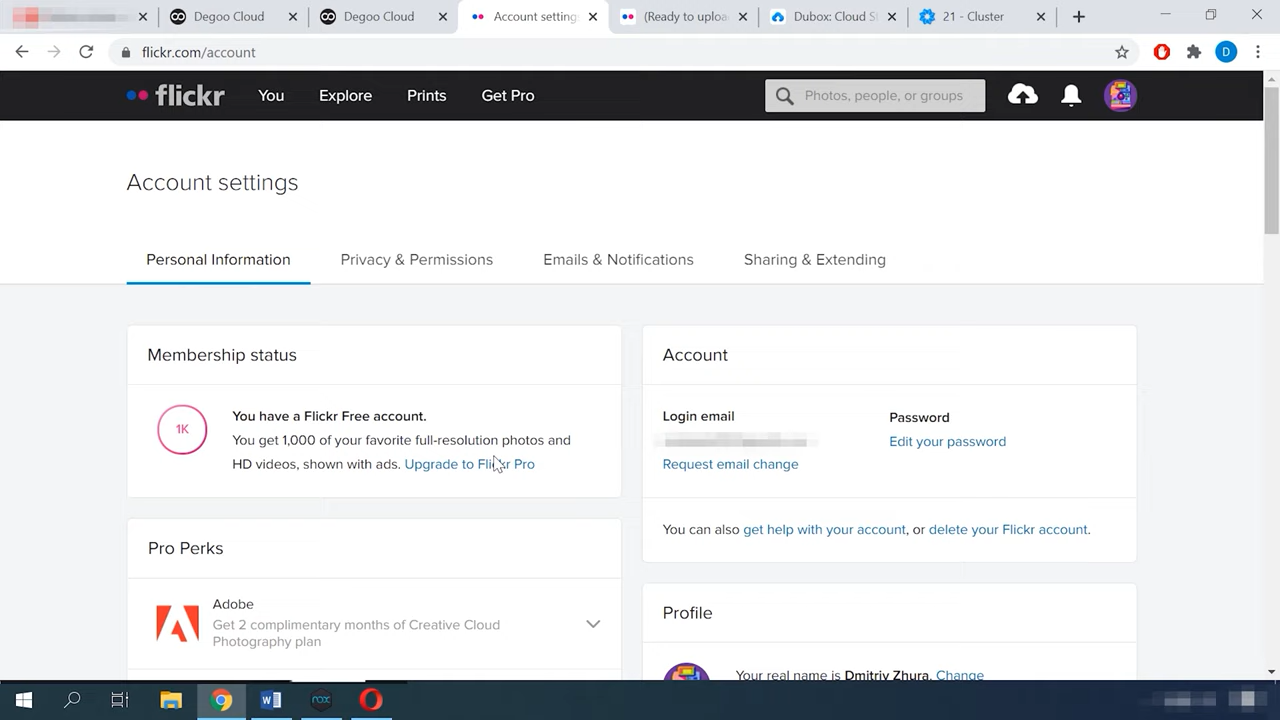 Degoo Cloud
Degoo Cloud
Account setting
(Ready to uploa
Dubox: Cloud S
21 - Cluster
flickr.com/account
D
flickr
You
Explore
Prints
Get Pro
Photos, people, or groups
Account settings
Personal Information
Privacy & Permissions
Emails & Notifications
Sharing & Extending
Membership status
1K
You have a Flickr Free account.
You get 1,000 of your favorite full-resolution photos and
HD videos, shown with ads. Upgrade to Flickr Pro
Account
Login email
Password
Edit your password
Request email change
You can also get help with your account, or delete your Flickr account.
Pro Perks
Adobe
Get 2 complimentary months of Creative Cloud
Photography plan
Profile
Your real name is Dmitriy Zhura. Change
W
nox